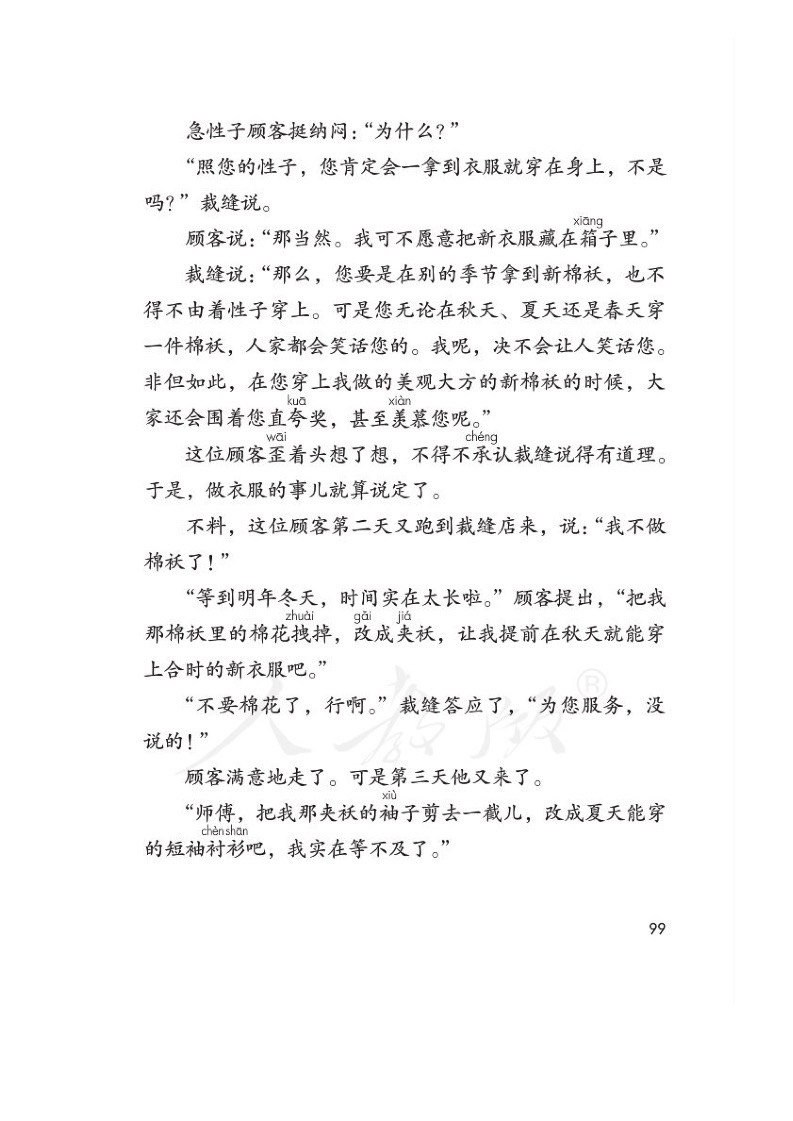 急性子顾客挺纳闷：“为什么？”
“照您的性子，您肯定会一拿到衣服就穿在身上，不是
吗？”裁缝说。
xiāng
顾客说：“那当然。我可不愿意把新衣服藏在箱子里。”
裁缝说：“那么，您要是在别的季节拿到新棉袄，也不
得不由着性子穿上。可是您无论在秋天、夏天还是春天穿
一件棉袄，人家都会笑话您的。我呢，决不会让人笑话您。
非但如此，在您穿上我做的美观大方的新棉袄的时候，大
kuā xiàn
家还会围着您直夸奖，甚至羡慕您呢。”
wāi chéng
这位顾客歪着头想了想，不得不承认裁缝说得有道理。
于是，做衣服的事儿就算说定了。
不料，这位顾客第二天又跑到裁缝店来，说：“我不做
棉袄了！”
“等到明年冬天，时间实在太长啦。”顾客提出，“把我
zhuài gǎi jiá
那棉袄里的棉花拽掉，改成夹袄，让我提前在秋天就能穿
上合时的新衣服吧。”
“不要棉花了，行啊。”裁缝答应了，“为您服务，没
说的！”
人教版®
顾客满意地走了。可是第三天他又来了。
xiù
“师傅，把我那夹袄的袖子剪去一截儿，改成夏天能穿
chèn shān
的短袖衬衫吧，我实在等不及了。”
99